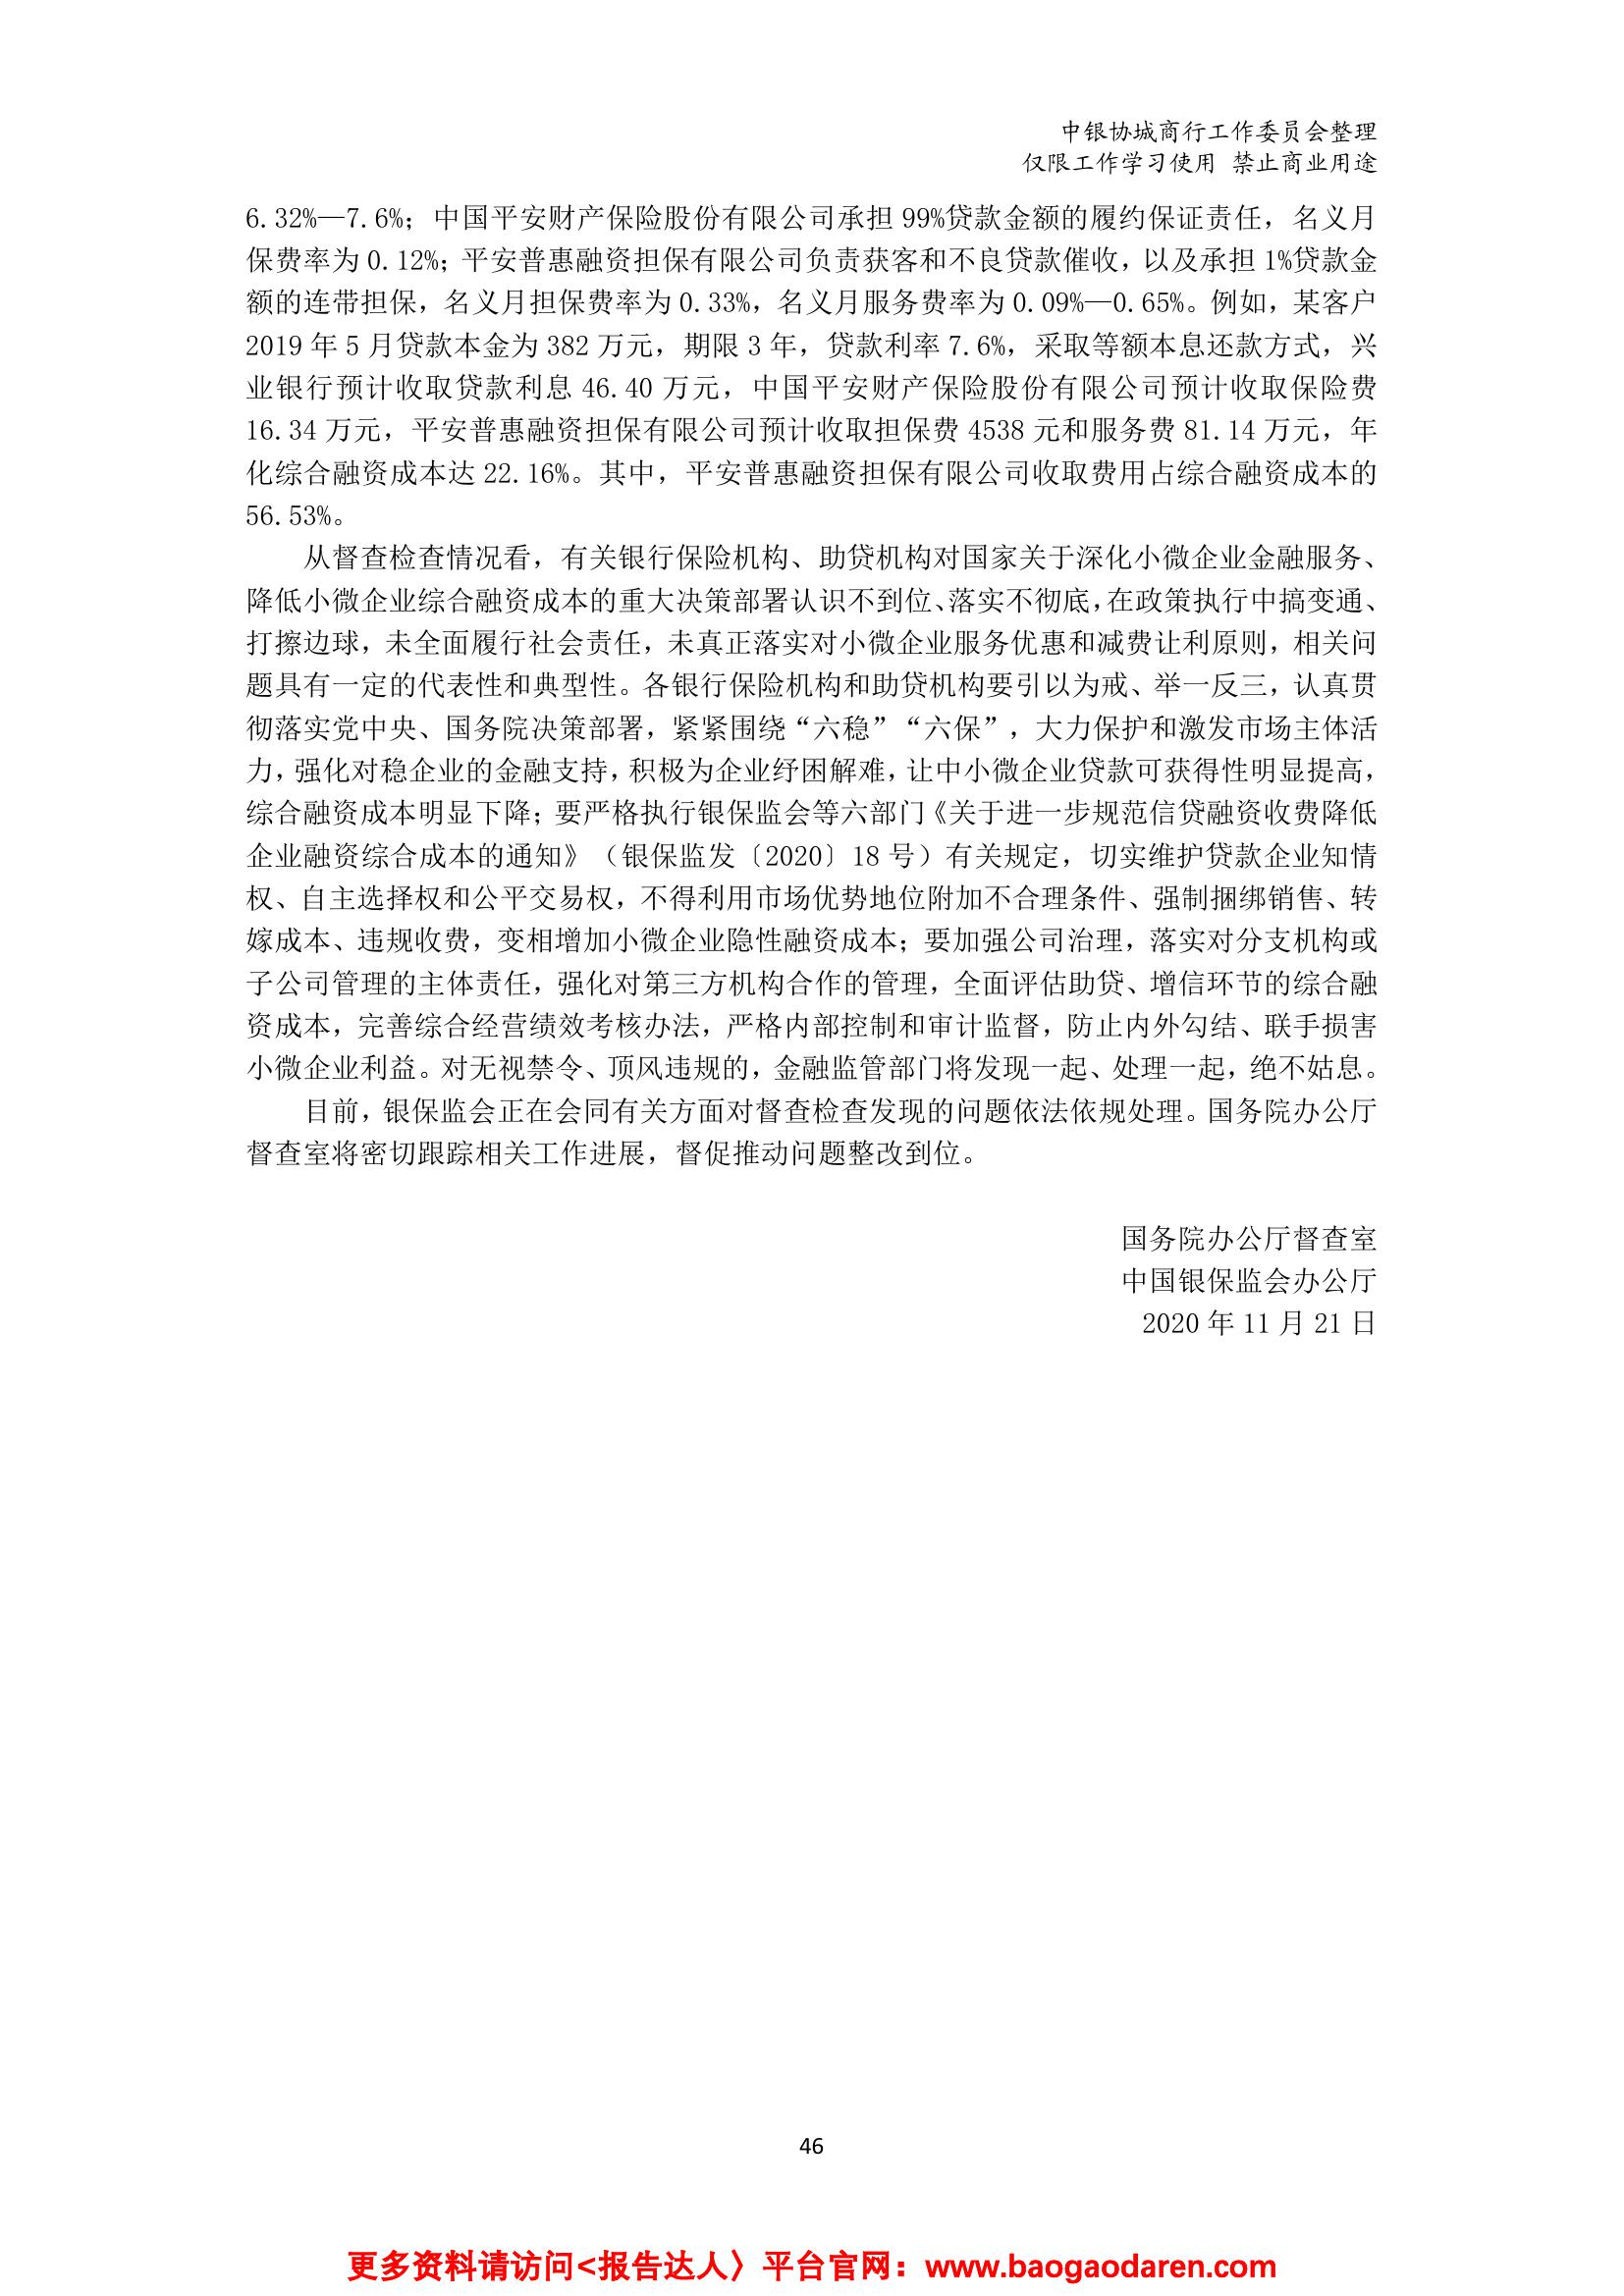 中银协城商行工作委员会整理
仅限工作学习使用 禁止商业用途
6.32%—7.6%；中国平安财产保险股份有限公司承担 99%贷款金额的履约保证责任，名义月
保费率为 0.12%；平安普惠融资担保有限公司负责获客和不良贷款催收，以及承担 1%贷款金
额的连带担保，名义月担保费率为 0.33%，名义月服务费率为 0.09%—0.65%。例如，某客户
2019 年 5 月贷款本金为 382 万元，期限 3 年，贷款利率 7.6%，采取等额本息还款方式，兴
业银行预计收取贷款利息 46.40 万元，中国平安财产保险股份有限公司预计收取保险费
16.34 万元，平安普惠融资担保有限公司预计收取担保费 4538 元和服务费 81.14 万元，年
化综合融资成本达 22.16%。其中，平安普惠融资担保有限公司收取费用占综合融资成本的
56.53%。
从督查检查情况看，有关银行保险机构、助贷机构对国家关于深化小微企业金融服务、
降低小微企业综合融资成本的重大决策部署认识不到位、落实不彻底，在政策执行中搞变通、
打擦边球，未全面履行社会责任，未真正落实对小微企业服务优惠和减费让利原则，相关问
题具有一定的代表性和典型性。各银行保险机构和助贷机构要引以为戒、举一反三，认真贯
彻落实党中央、国务院决策部署，紧紧围绕“六稳”“六保”，大力保护和激发市场主体活
力，强化对稳企业的金融支持，积极为企业纾困解难，让中小微企业贷款可获得性明显提高，
综合融资成本明显下降；要严格执行银保监会等六部门《关于进一步规范信贷融资收费降低
企业融资综合成本的通知》（银保监发〔2020〕18 号）有关规定，切实维护贷款企业知情
权、自主选择权和公平交易权，不得利用市场优势地位附加不合理条件、强制捆绑销售、转
嫁成本、违规收费，变相增加小微企业隐性融资成本；要加强公司治理，落实对分支机构或
子公司管理的主体责任，强化对第三方机构合作的管理，全面评估助贷、增信环节的综合融
资成本，完善综合经营绩效考核办法，严格内部控制和审计监督，防止内外勾结、联手损害
小微企业利益。对无视禁令、顶风违规的，金融监管部门将发现一起、处理一起，绝不姑息。
目前，银保监会正在会同有关方面对督查检查发现的问题依法依规处理。国务院办公厅
督查室将密切跟踪相关工作进展，督促推动问题整改到位。
国务院办公厅督查室
中国银保监会办公厅
2020 年 11 月 21 日
46
更多资料请访问<报告达人〉平台官网：www.baogaodaren.com